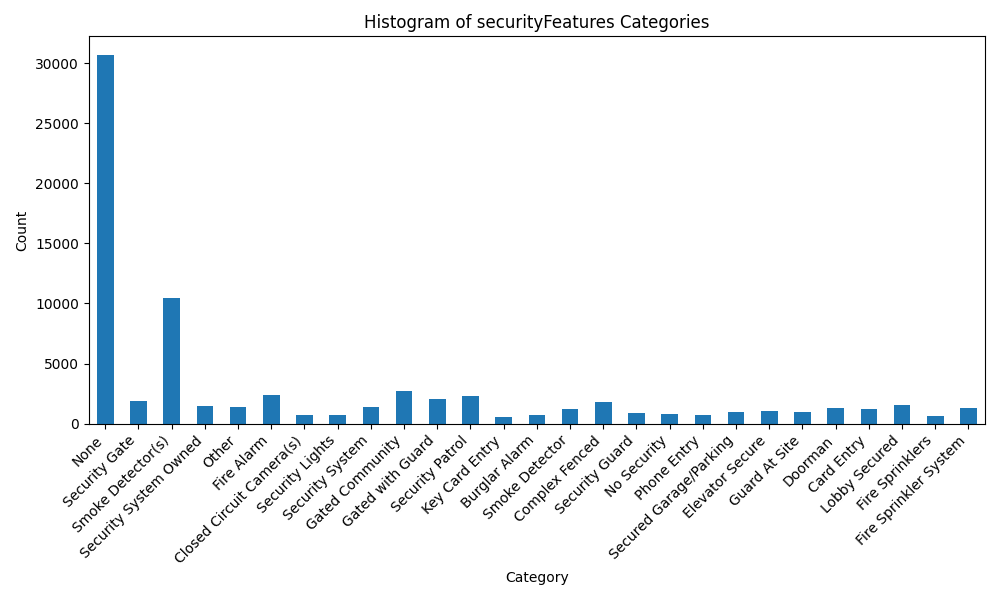 Histogram of securityFeatures Categories
30000
25000
20000
15000
10000
5000
0
Count
None
Security Gate
Smoke Detector(s)
Security System Owned
Other
Fire Alarm
Closed Circuit Camera(s)
Security Lights
Security System
Gated Community
Gated with Guard
Security Patrol
Key Card Entry
Burglar Alarm
Smoke Detector
Complex Fenced
Security Guard
No Security
Phone Entry
Secured Garage/Parking
Elevator Secure
Guard At Site
Doorman
Card Entry
Lobby Secured
Fire Sprinklers
Fire Sprinkler System
Category